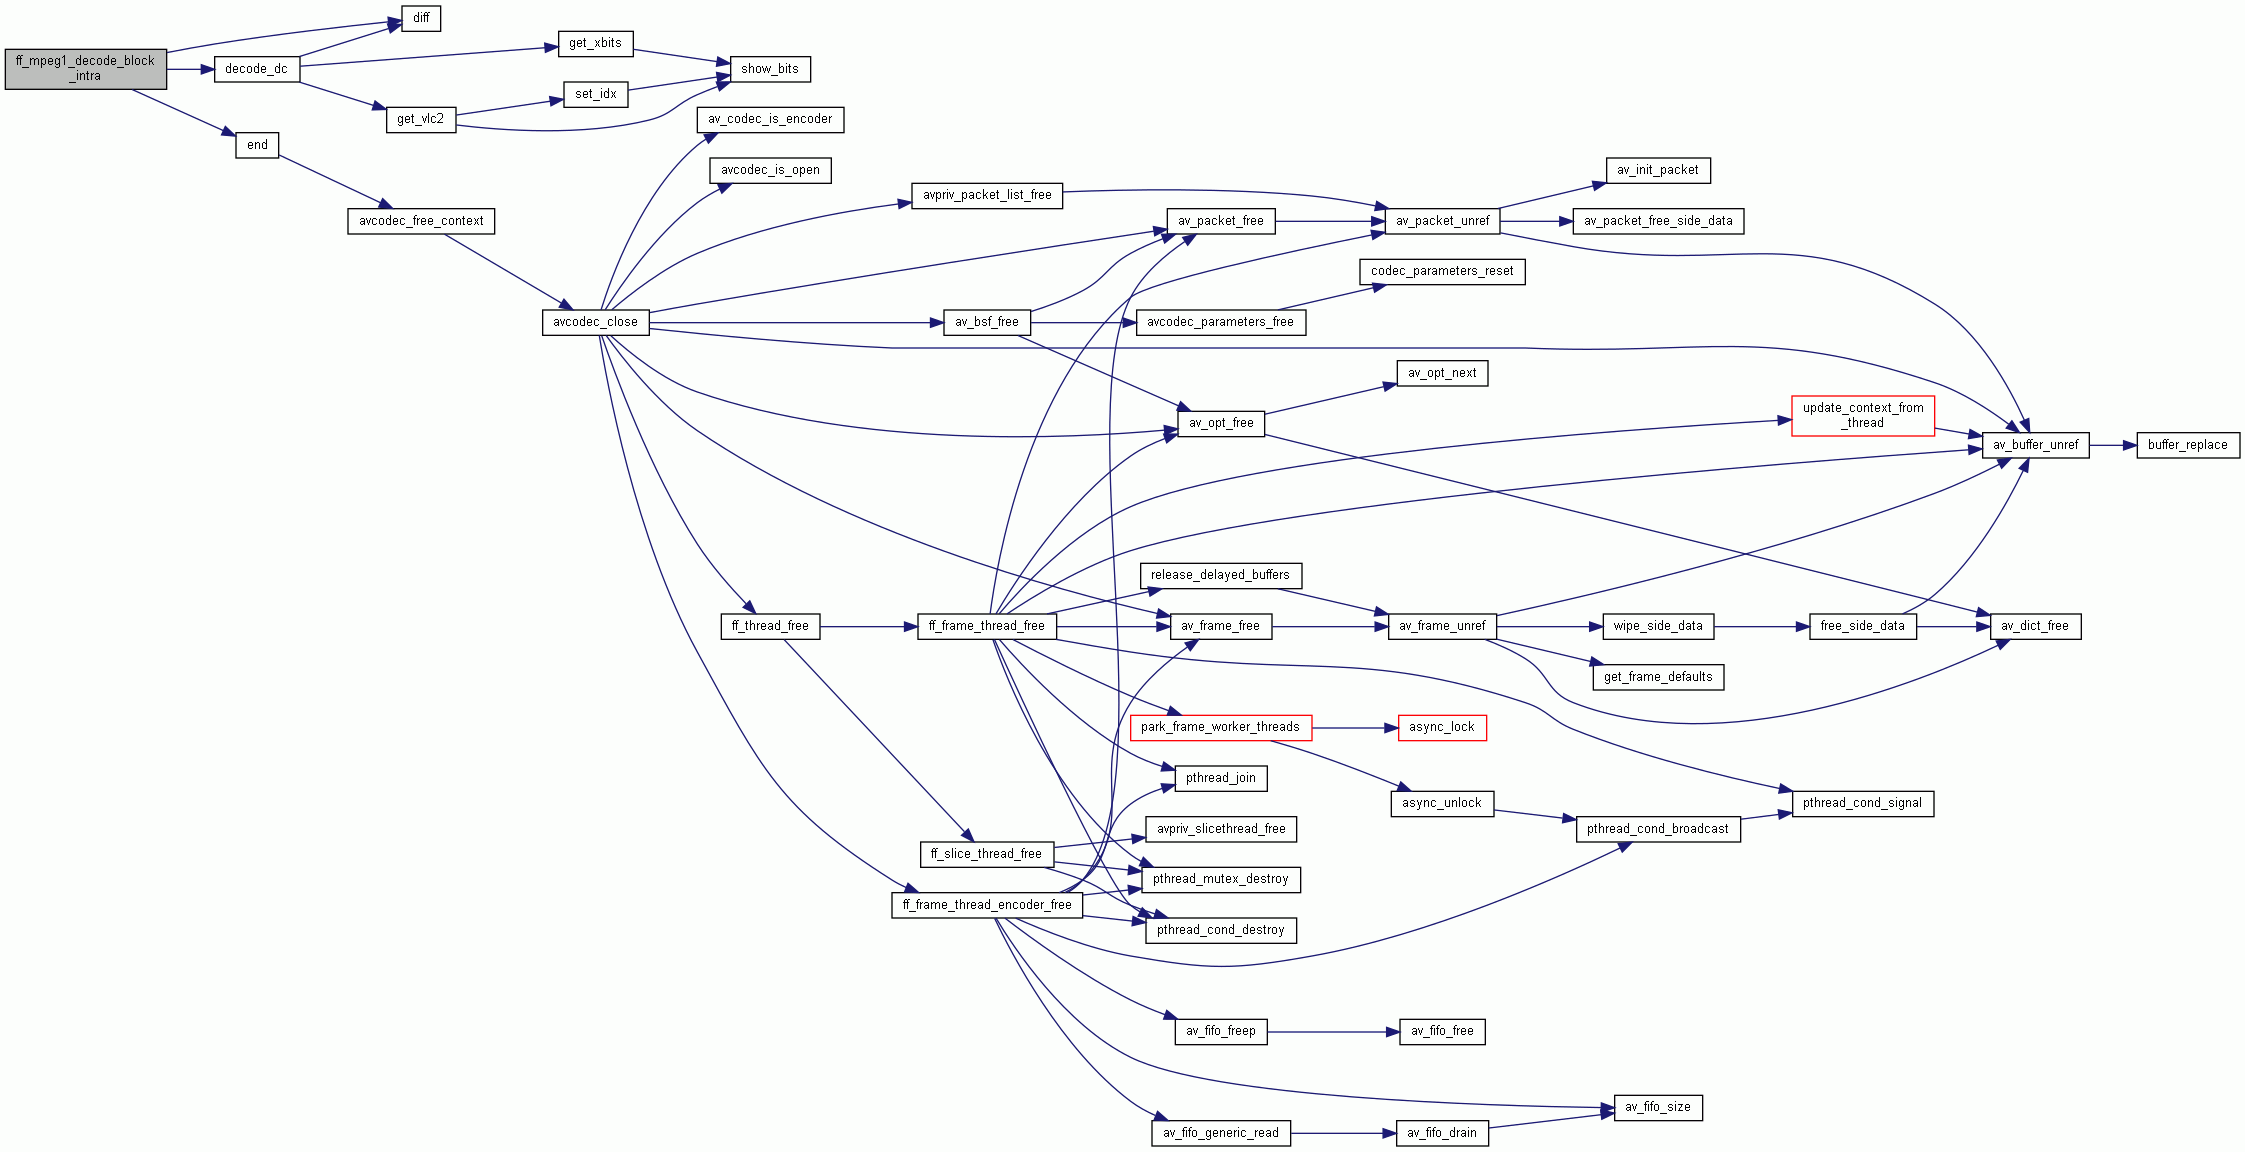 ff_mpeg1_decode_block
_intra
diff
decode_dc
get_xbits
show_bits
set_idx
get_vlc2
end
avcodec_free_context
avcodec_close
av_codec_is_encoder
avcodec_is_open
avpriv_packet_list_free
av_packet_free
av_packet_unref
av_init_packet
av_packet_free_side_data
codec_parameters_reset
av_bsf_free
avcodec_parameters_free
av_opt_next
av_opt_free
update_context_from
_thread
av_buffer_unref
buffer_replace
release_delayed_buffers
ff_thread_free
ff_frame_thread_free
av_frame_free
av_frame_unref
wipe_side_data
free_side_data
av_dict_free
get_frame_defaults
park_frame_worker_threads
async_lock
pthread_join
async_unlock
pthread_cond_signal
avpriv_slicethread_free
pthread_cond_broadcast
ff_slice_thread_free
pthread_mutex_destroy
ff_frame_thread_encoder_free
pthread_cond_destroy
av_fifo_freep
av_fifo_free
av_fifo_size
av_fifo_generic_read
av_fifo_drain